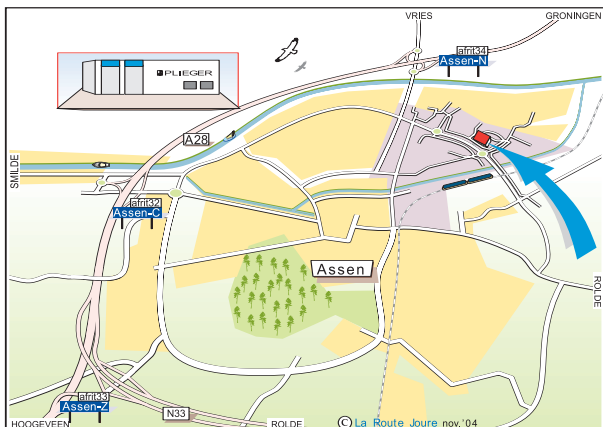 VRIES
GRONINGEN
afrit34
Assen-N
PLIEGER
A28
SMILDE
afrit32
Assen-C
Assen
ROLDE
afrit33
Assen-Z
N33
HOOGEVEEN
ROLDE
© La Route Joure nov.'04